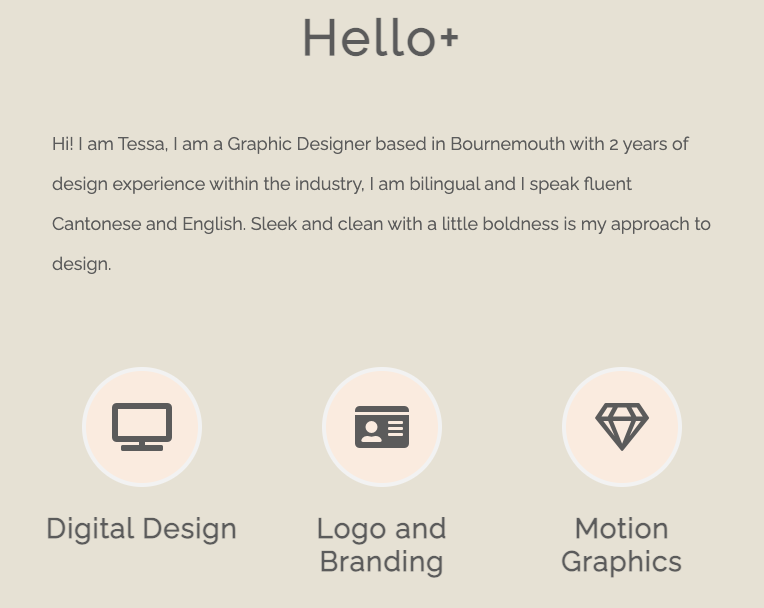 Hello+
Hi! I am Tessa, I am a Graphic Designer based in Bournemouth with 2 years of
design experience within the industry, I am bilingual and I speak fluent
Cantonese and English. Sleek and clean with a little boldness is my approach to
design.
Digital Design
Logo and
Branding
Motion
Graphics